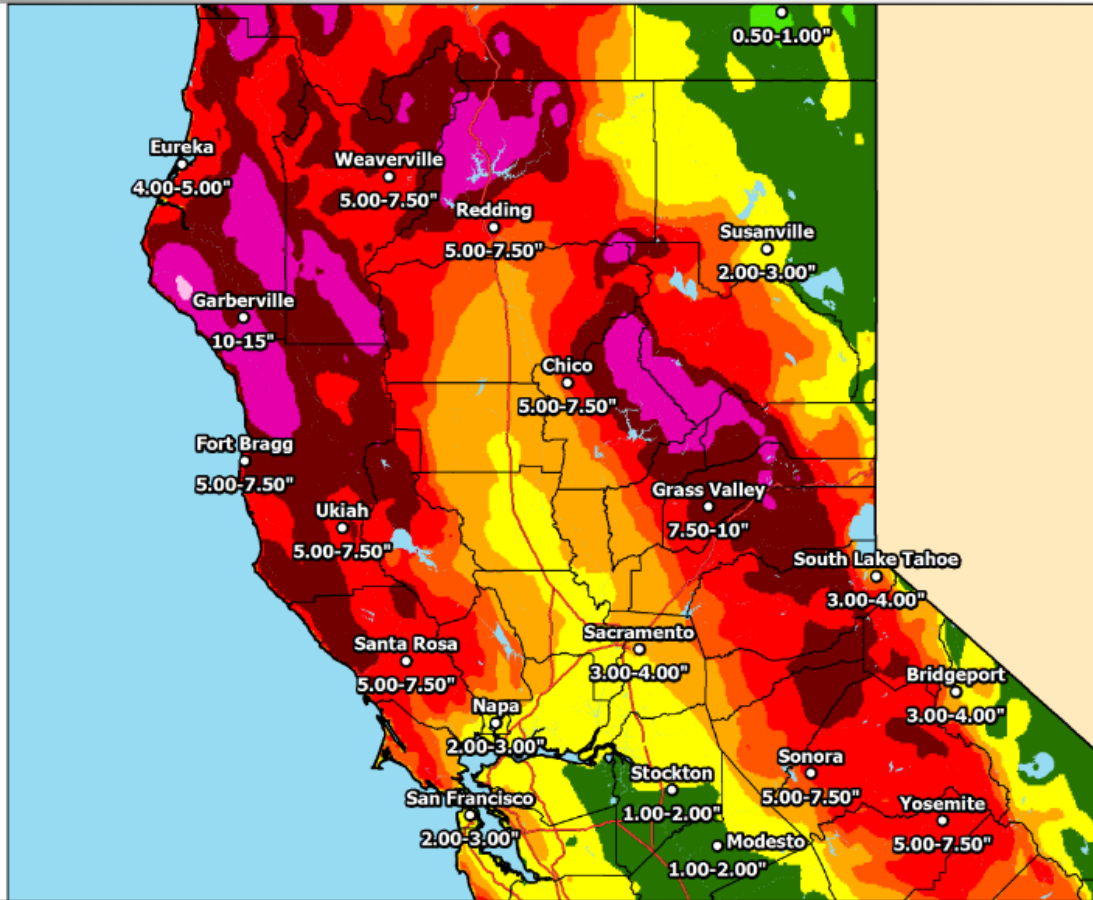 0.50-1.00"
Eureka
4.00-5.00"
Weaverville
5.00-7.50"
Redding
5.00-7.50"
Susanville
2.00-3.00"
Garberville
10-15"
Chico
5.00-7.50"
Fort Bragg
5.00-7.50"
Grass Valley
7.50-10"
Ukiah
5.00-7.50"
South Lake Tahoe
3.00-4.00"
Sacramento
3.00-4.00"
Santa Rosa
5.00-7.50"
Bridgeport
3.00-4.00"
Napa
2.00-3.00"
Sonora
5.00-7.50"
Stockton
1.00-2.00"
San Francisco
2.00-3.00"
Yosemite
5.00-7.50"
Modesto
1.00-2.00"